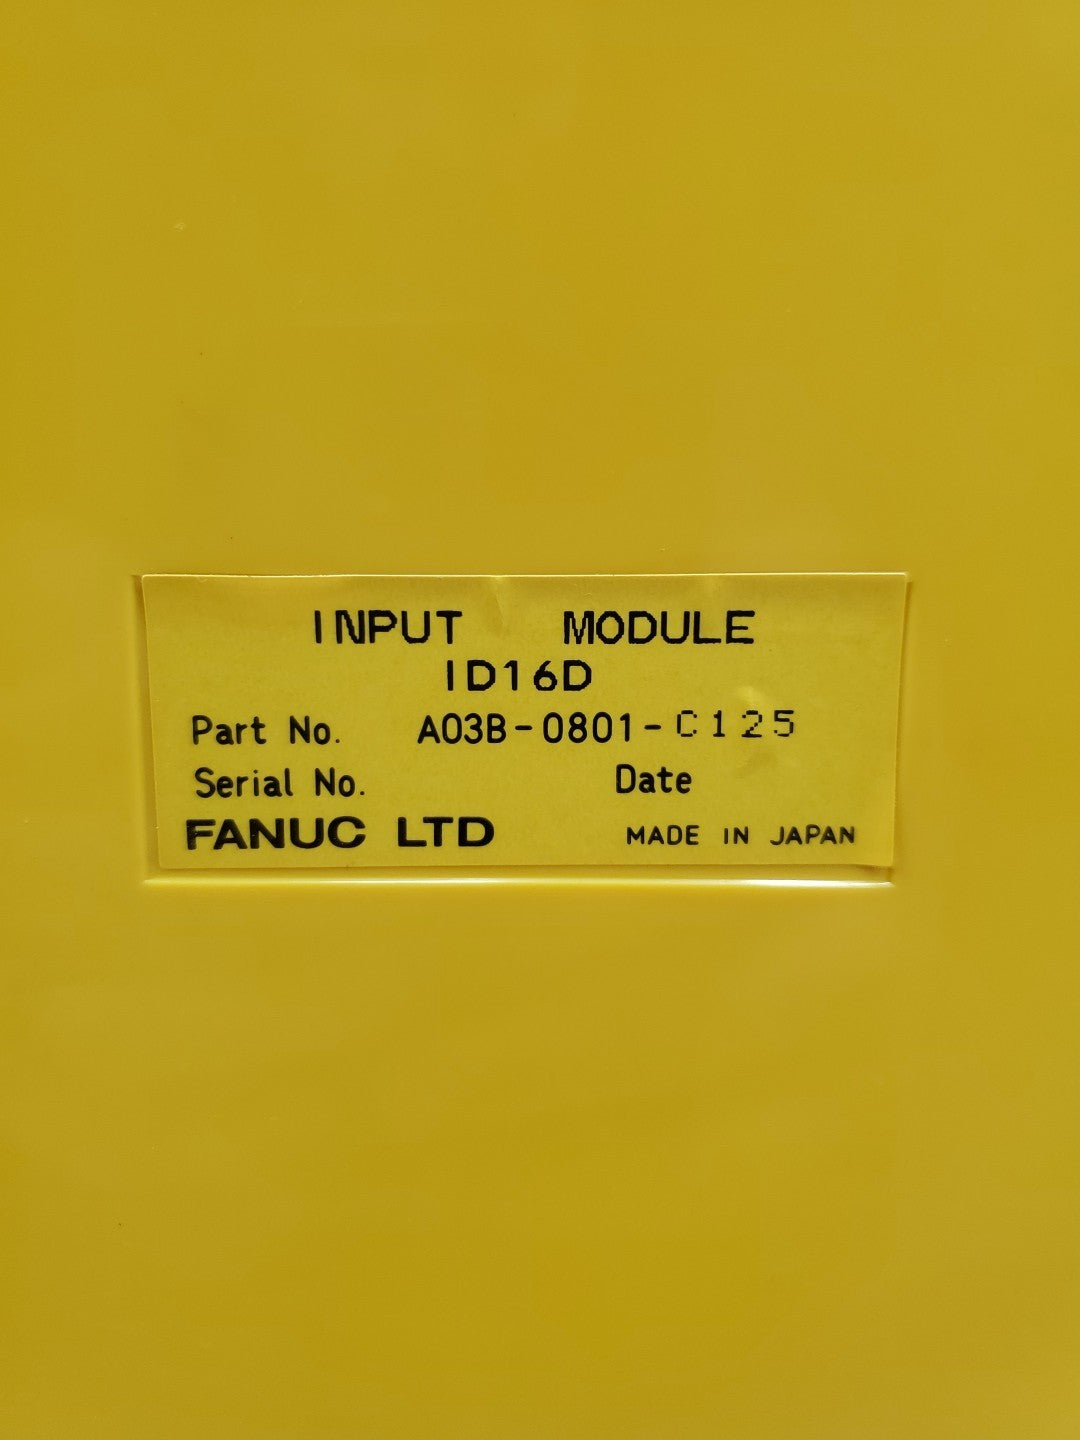 INPUT MODULE
ID16D
Part No. A03B-0801-C125
Serial No. Date
FANUC LTD MADE IN JAPAN